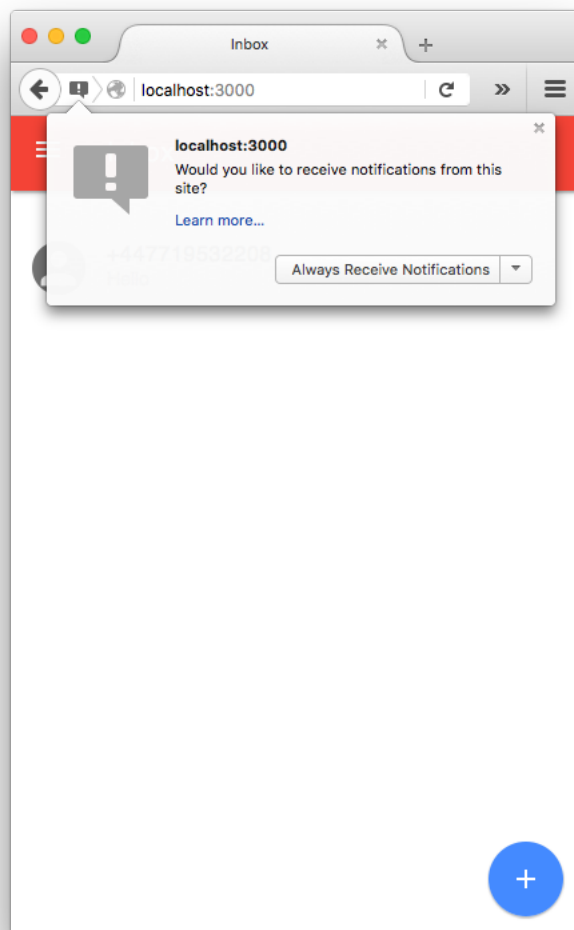 Inbox
localhost:3000
localhost:3000
Would you like to receive notifications from this
site?
Learn more...
Always Receive Notifications